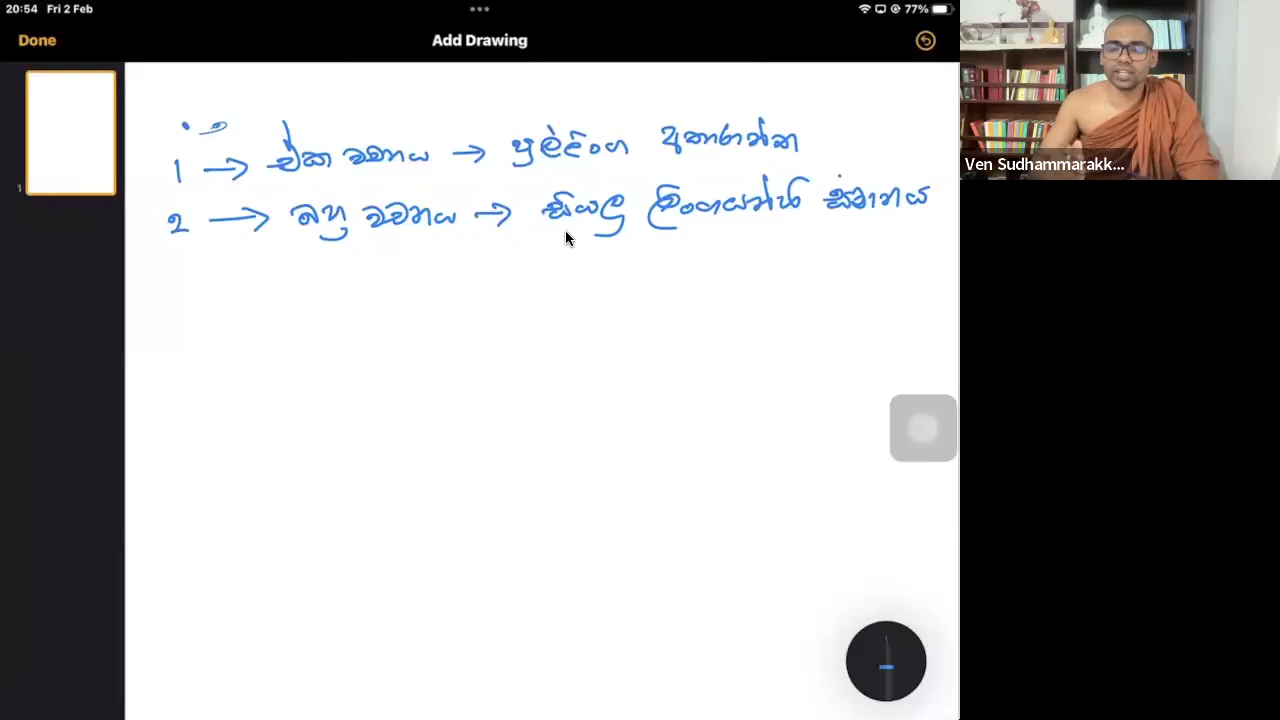 20:54 Fri 2 Feb
77%
Done
Add Drawing
1 → ඒක වචනය → පුල්ලිංග අකාරාන්ත
2 → බහු වචනය → සියලු ලිංගයන්හි සමානය
1
Ven Sudhammarakk...